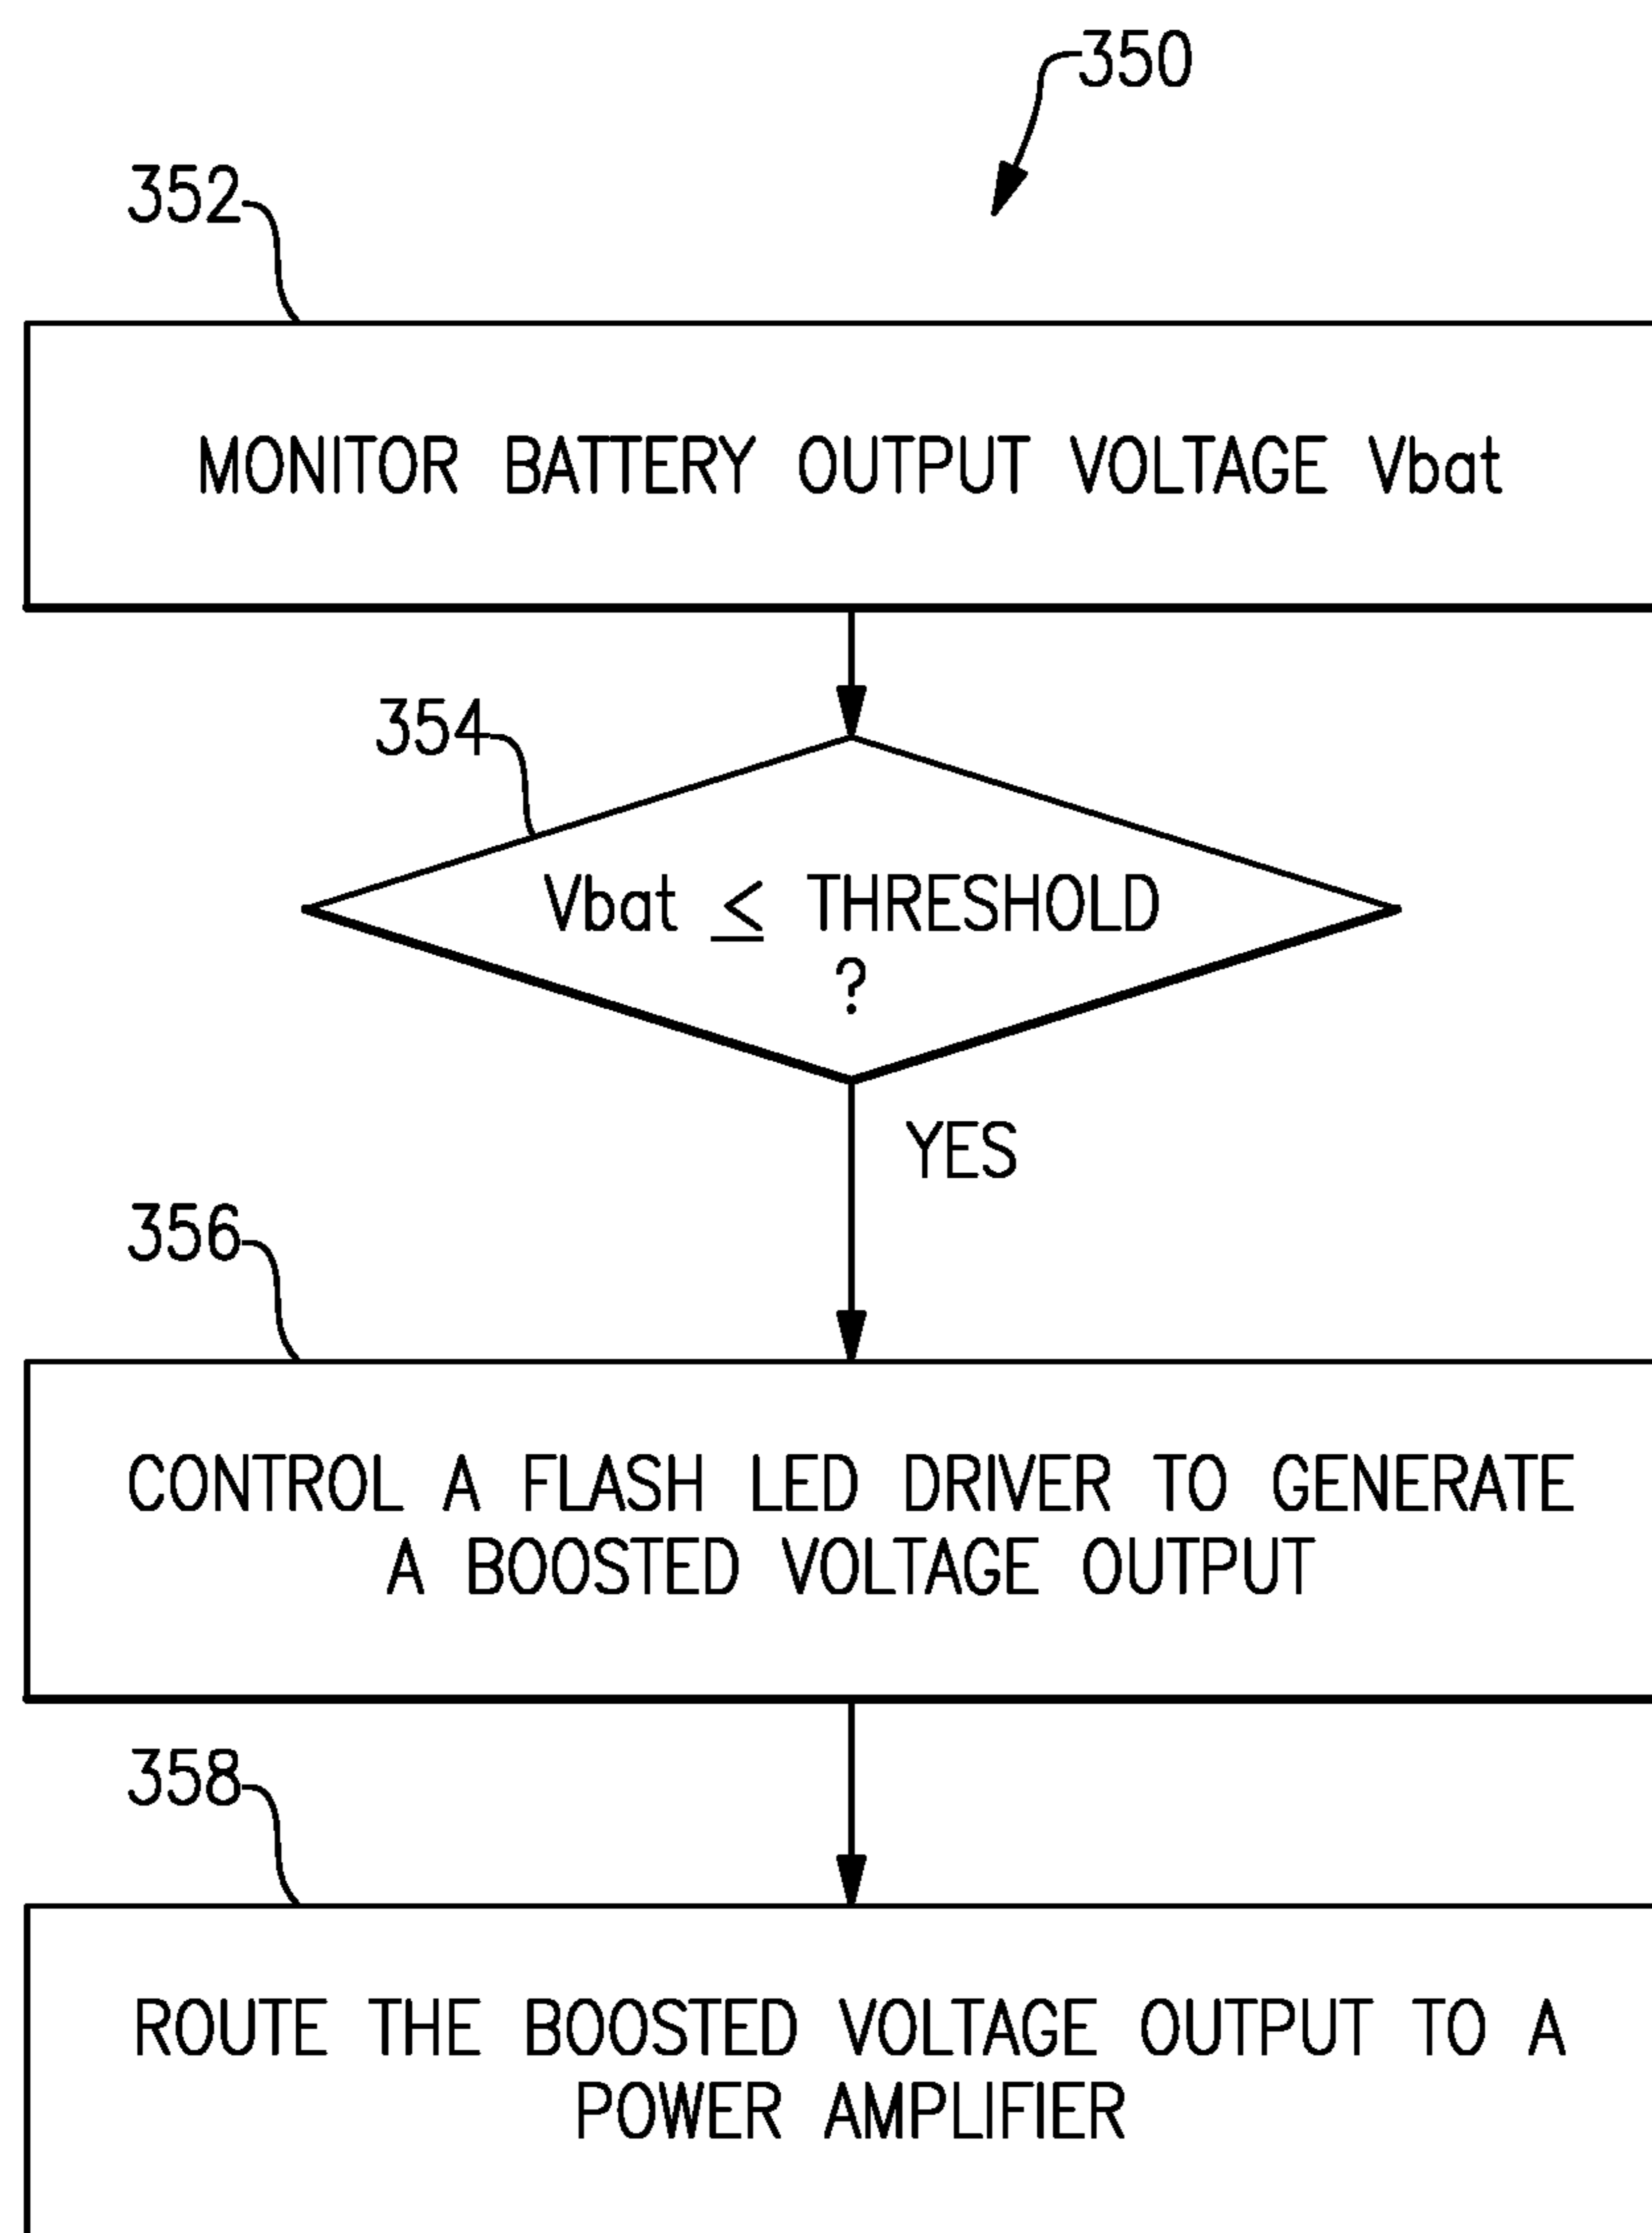 350
352
MONITOR BATTERY OUTPUT VOLTAGE Vbat
354
Vbat ≤ THRESHOLD
?
YES
356
CONTROL A FLASH LED DRIVER TO GENERATE
A BOOSTED VOLTAGE OUTPUT
358
ROUTE THE BOOSTED VOLTAGE OUTPUT TO A
POWER AMPLIFIER